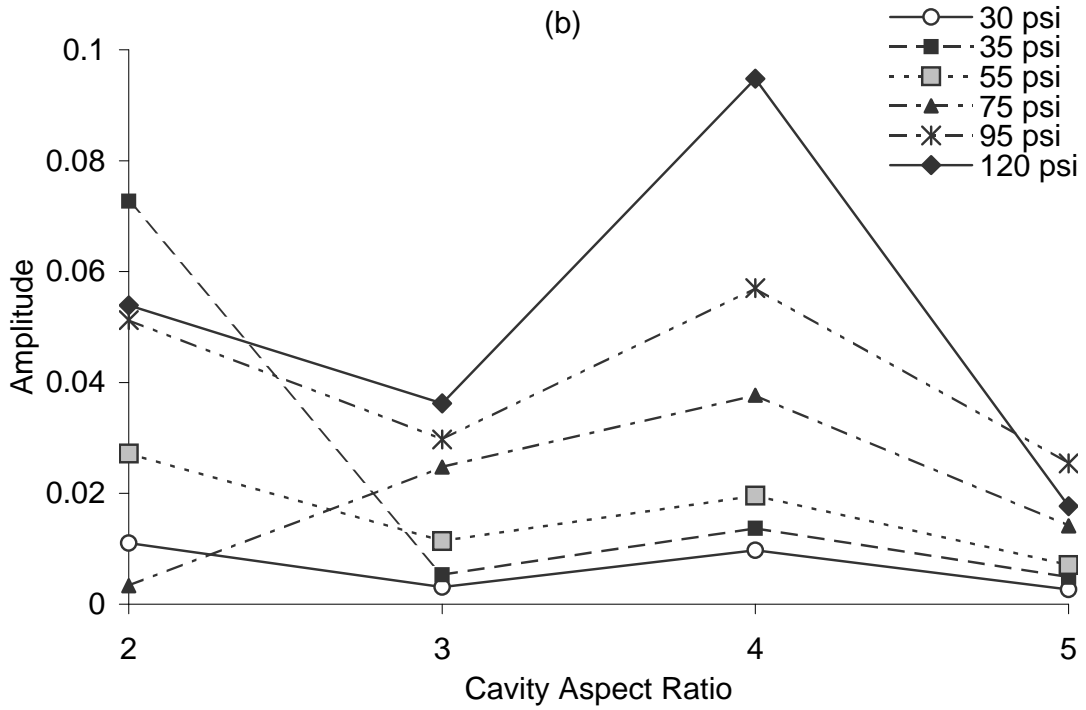 (b)
30 psi
35 psi
55 psi
75 psi
95 psi
120 psi
0.1
0.08
0.06
0.04
0.02
0
Amplitude
2 3 4 5
Cavity Aspect Ratio